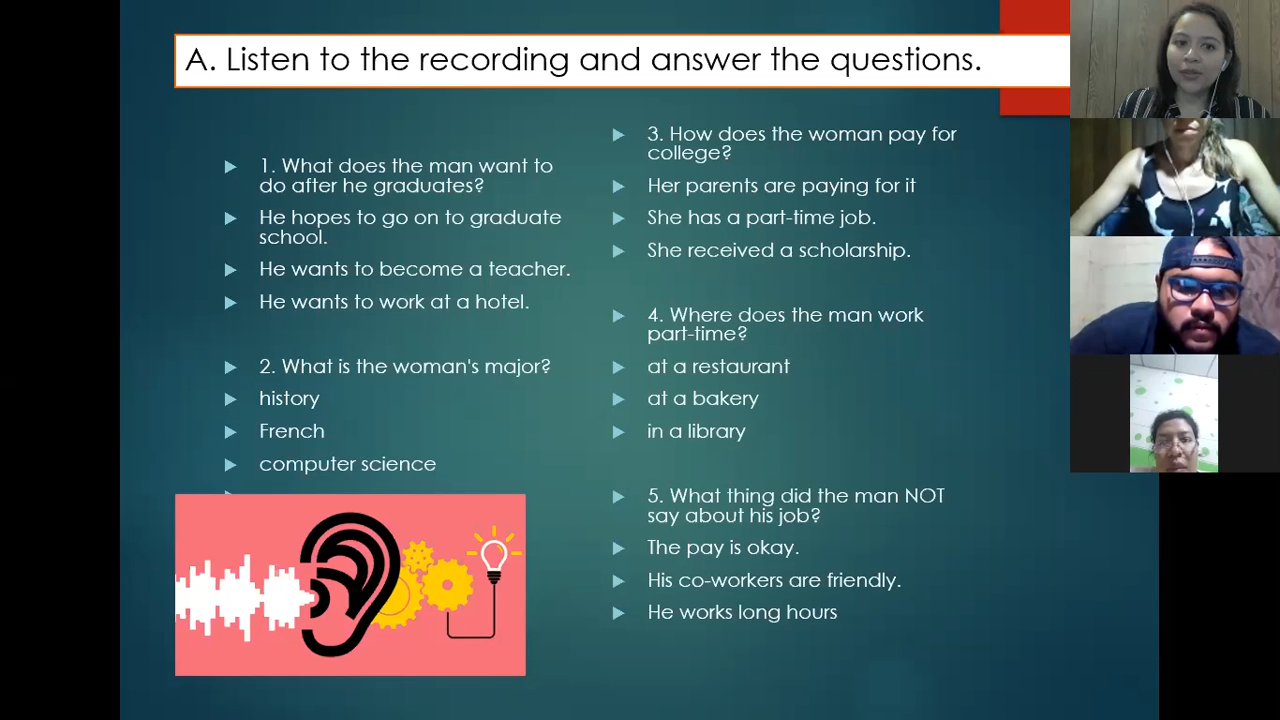 A. Listen to the recording and answer the questions.
1. What does the man want to
do after he graduates?
He hopes to go on to graduate
school.
He wants to become a teacher.
He wants to work at a hotel.
2. What is the woman's major?
history
French
computer science
3. How does the woman pay for
college?
Her parents are paying for it
She has a part-time job.
She received a scholarship.
4. Where does the man work
part-time?
at a restaurant
at a bakery
in a library
5. What thing did the man NOT
say about his job?
The pay is okay.
His co-workers are friendly.
He works long hours